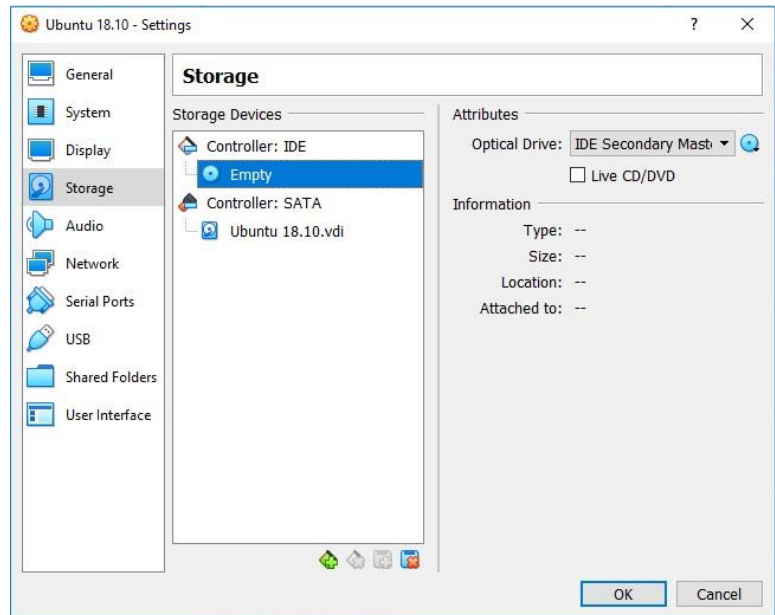 Ubuntu 18.10 - Settings
?
General
System
Display
Storage
Audio
Network
Serial Ports
USB
Shared Folders
User Interface
Storage
Storage Devices
Controller: IDE
Empty
Controller: SATA
Ubuntu 18.10.vdi
Attributes
Optical Drive: IDE Secondary Maste
Live CD/DVD
Information
Type: --
Size: --
Location: --
Attached to: --
OK
Cancel